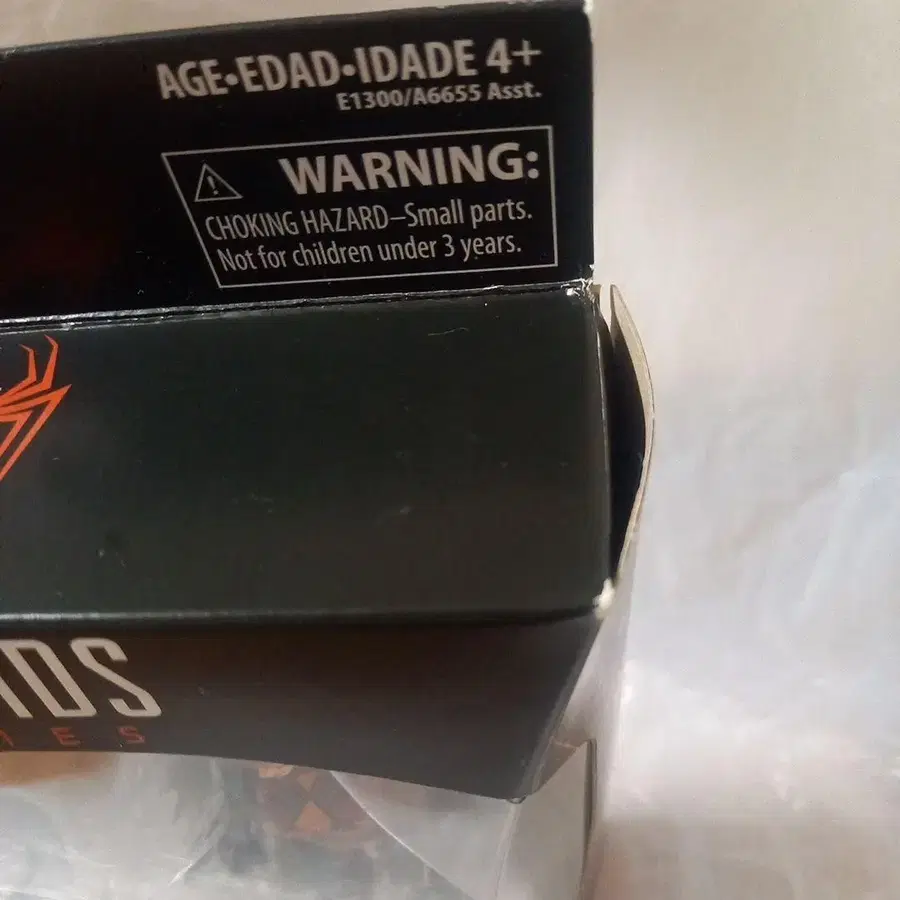 AGE•EDAD•IDADE 4+
E1300/A6655 Asst.
WARNING:
CHOKING HAZARD–Small parts.
Not for children under 3 years.